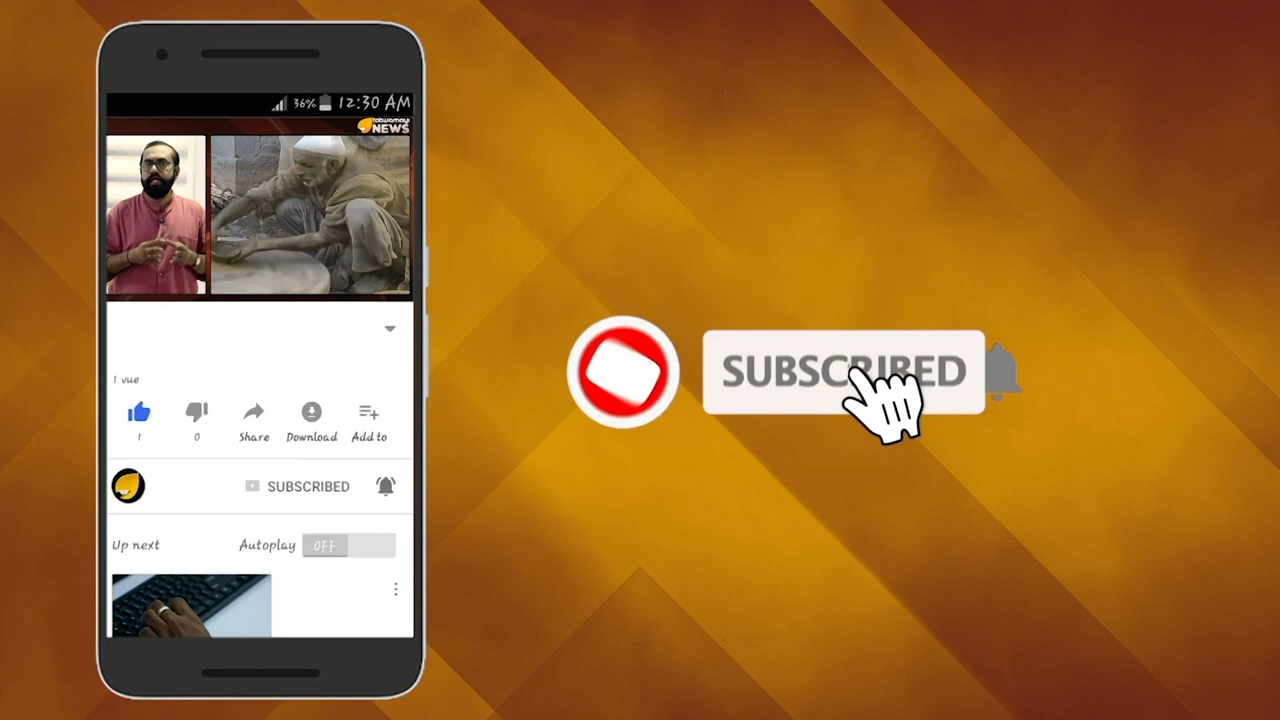 36% 12:30 AM
tatwamayi
NEWS
1 vue
1 0 Share Download Add to
SUBSCRIBED
Up next Autoplay OFF
SUBSCRIBED